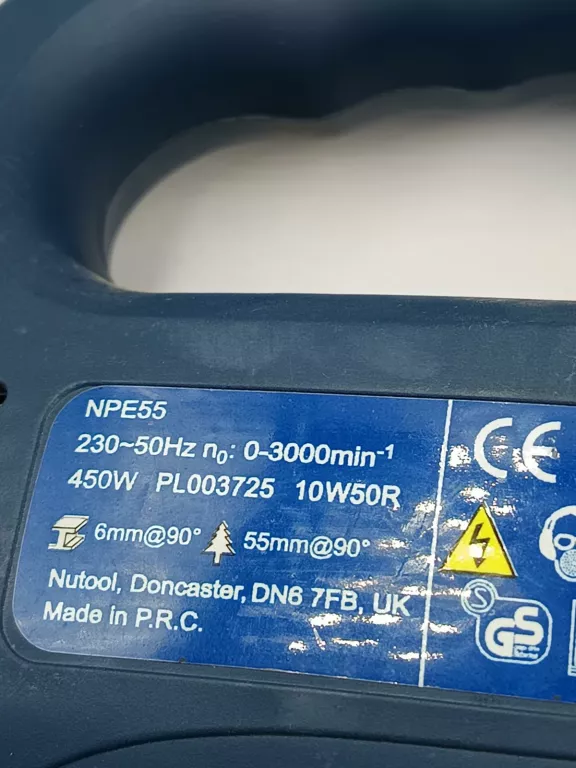 NPE55
230~50Hz n₀: 0-3000min⁻¹
450W PL003725 10W50R
6mm@90° 55mm@90°
Nutool, Doncaster, DN6 7FB, UK
Made in P.R.C.
CE
S
GS